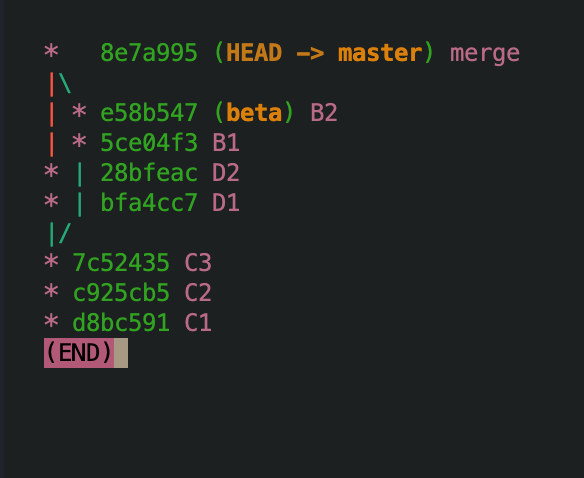 *   8e7a995 (HEAD -> master) merge
|\
| * e58b547 (beta) B2
| * 5ce04f3 B1
* | 28bfeac D2
* | bfa4cc7 D1
|/
* 7c52435 C3
* c925cb5 C2
* d8bc591 C1
(END)